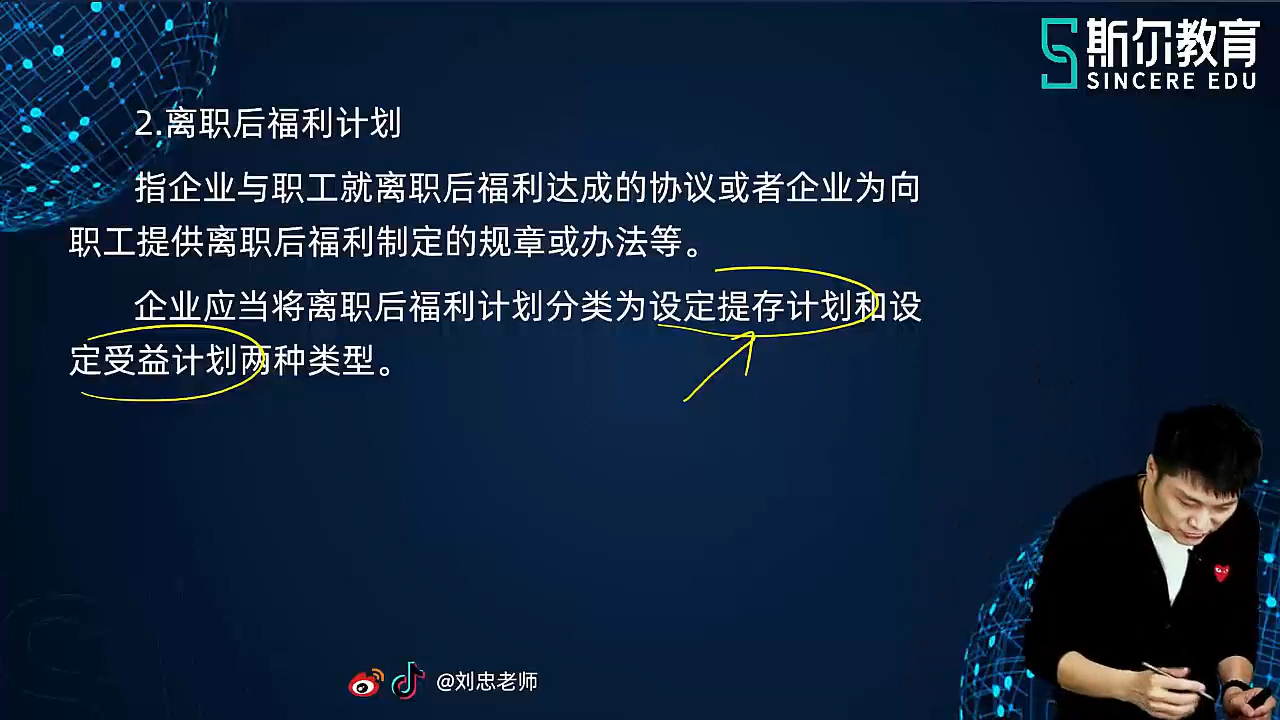 斯尔教育
SINCERE EDU
2.离职后福利计划
指企业与职工就离职后福利达成的协议或者企业为向
职工提供离职后福利制定的规章或办法等。
企业应当将离职后福利计划分类为设定提存计划和设
定受益计划两种类型。
@刘忠老师